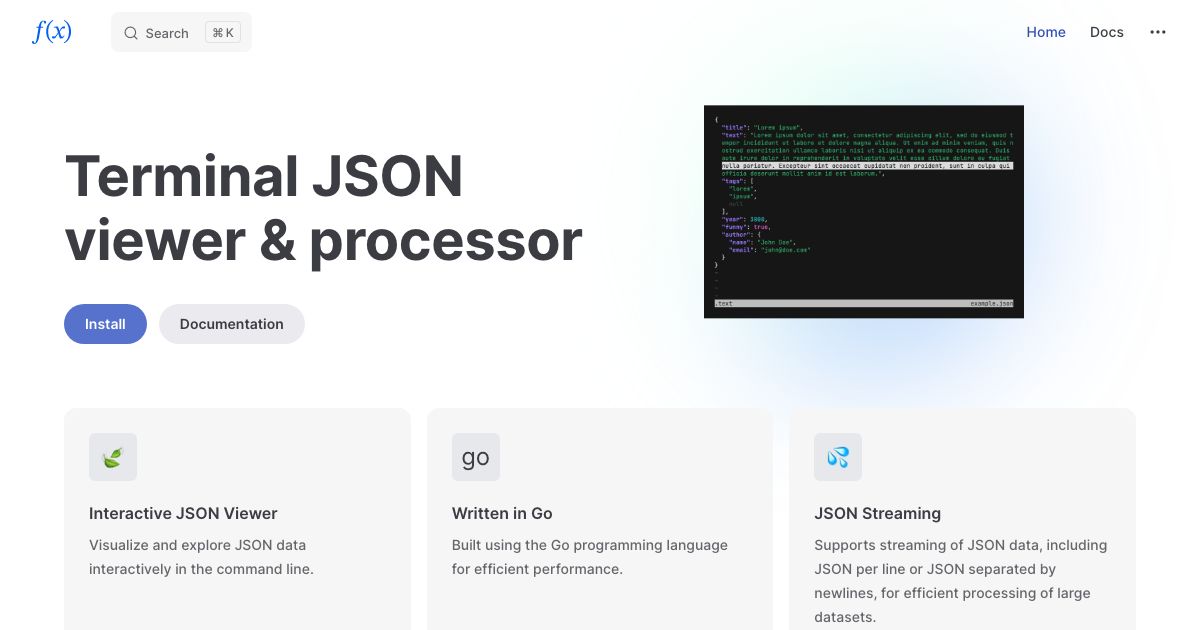 f(x)
Search
⌘ K
Home
Docs
Terminal JSON
viewer & processor
Install
Documentation
{
"title": "Lorem ipsum",
"text": "Lorem ipsum dolor sit amet, consectetur adipiscing elit, sed do eiusmod t
empor incididunt ut labore et dolore magna aliqua. Ut enim ad minim veniam, quis n
ostrud exercitation ullamco laboris nisi ut aliquip ex ea commodo consequat. Duis
aute irure dolor in reprehenderit in voluptate velit esse cillum dolore eu fugiat
nulla pariatur. Excepteur sint occaecat cupidatat non proident, sunt in culpa qui
officia deserunt mollit anim id est laborum.",
"tags": [
"lorem",
"ipsum",
null
],
"year": 3000,
"funny": true,
"author": {
"name": "John Doe",
"email": "john@doe.com"
}
}
~
~
~
.text
example.json
Interactive JSON Viewer
Visualize and explore JSON data
interactively in the command line.
go
Written in Go
Built using the Go programming language
for efficient performance.
JSON Streaming
Supports streaming of JSON data, including
JSON per line or JSON separated by
newlines, for efficient processing of large
datasets.